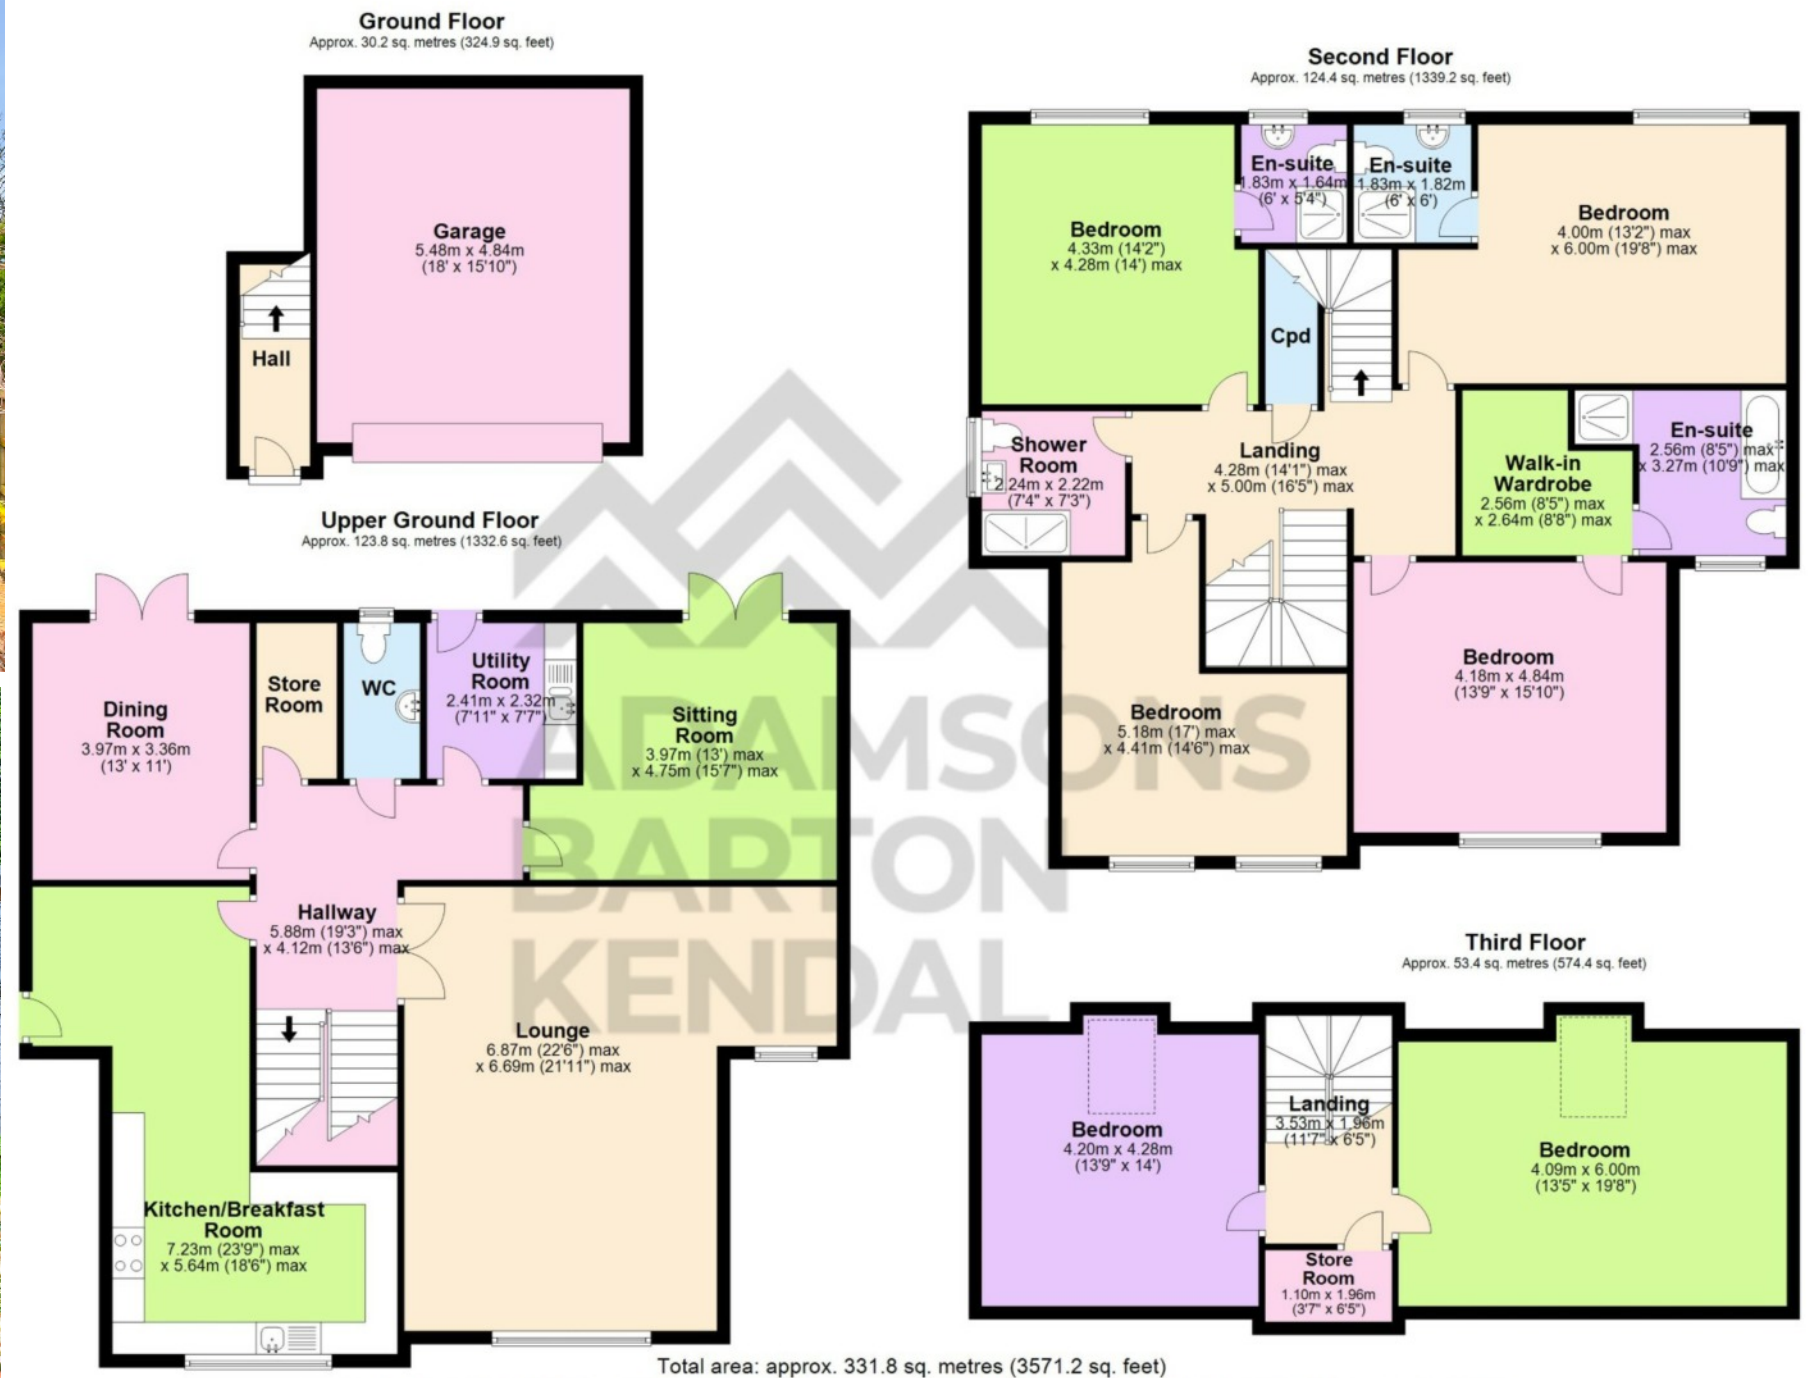 Ground Floor
Approx. 30.2 sq. metres (324.9 sq. feet)
Garage
5.48m x 4.84m
(18' x 15'10")
Hall
Upper Ground Floor
Approx. 123.8 sq. metres (1332.6 sq. feet)
Dining
Room
3.97m x 3.36m
(13' x 11')
Store
Room
WC
Utility
Room
2.41m x 2.32m
(7'11" x 7'7")
Sitting
Room
3.97m (13') max
x 4.75m (15'7") max
Hallway
5.88m (19'3") max
x 4.12m (13'6") max
Lounge
6.87m (22'6") max
x 6.69m (21'11") max
Kitchen/Breakfast
Room
7.23m (23'9") max
x 5.64m (18'6") max
Second Floor
Approx. 124.4 sq. metres (1339.2 sq. feet)
Bedroom
4.33m (14'2")
x 4.28m (14') max
En-suite
1.83m x 1.64m
(6' x 5'4")
En-suite
1.83m x 1.82m
(6' x 6')
Bedroom
4.00m (13'2") max
x 6.00m (19'8") max
Cpd
Shower
Room
2.24m x 2.22m
(7'4" x 7'3")
Landing
4.28m (14'1") max
x 5.00m (16'5") max
Walk-in
Wardrobe
2.56m (8'5") max
x 2.64m (8'8") max
En-suite
2.56m (8'5") max
x 3.27m (10'9") max
Bedroom
5.18m (17') max
x 4.41m (14'6") max
Bedroom
4.18m x 4.84m
(13'9" x 15'10")
Third Floor
Approx. 53.4 sq. metres (574.4 sq. feet)
Bedroom
4.20m x 4.28m
(13'9" x 14')
Landing
3.53m x 1.96m
(11'7" x 6'5")
Bedroom
4.09m x 6.00m
(13'5" x 19'8")
Store
Room
1.10m x 1.96m
(3'7" x 6'5")
ADAMSONS
BARTON
KENDAL
Total area: approx. 331.8 sq. metres (3571.2 sq. feet)